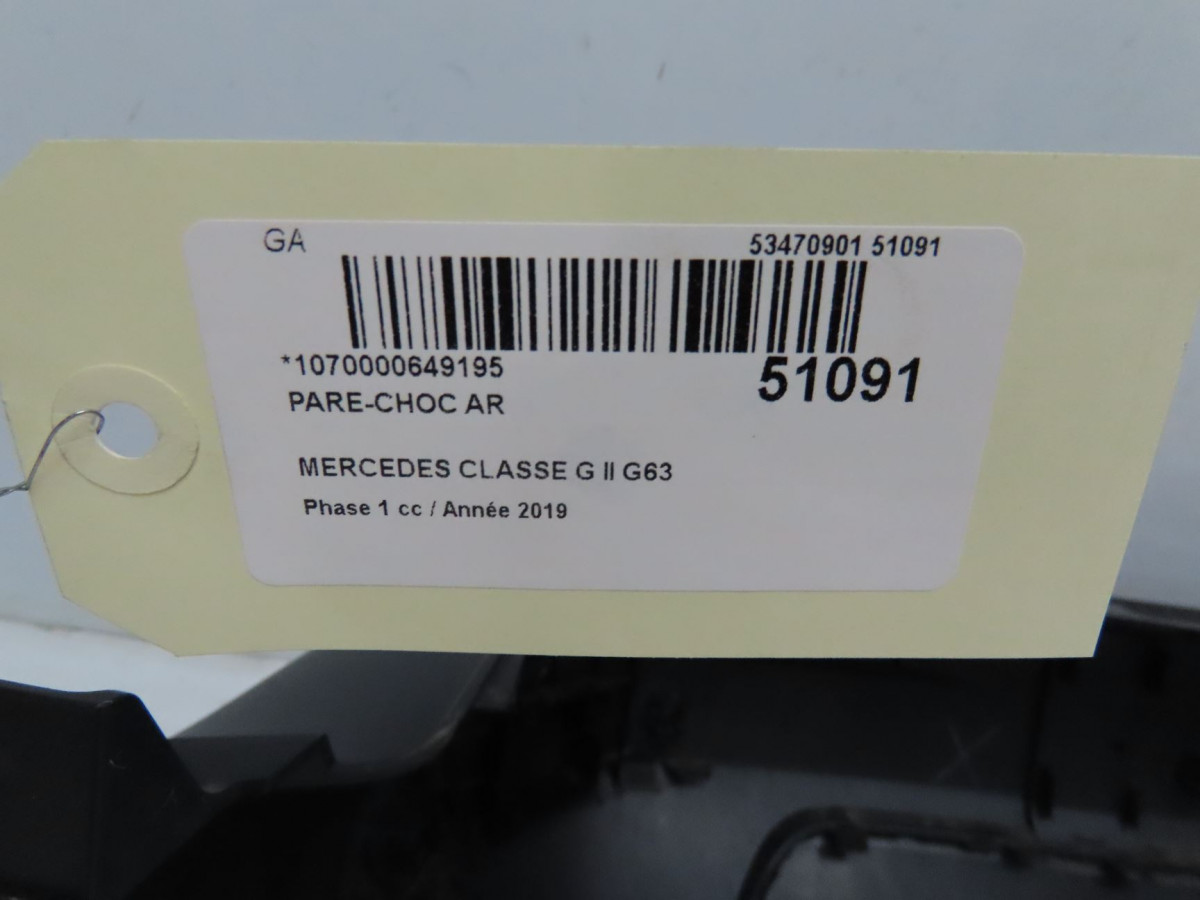 GA 53470901 51091
*1070000649195 51091
PARE-CHOC AR
MERCEDES CLASSE G II G63
Phase 1 cc / Année 2019